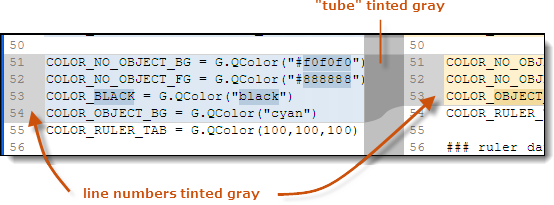 "tube" tinted gray
50
51 COLOR_NO_OBJECT_BG = G.QColor("#f0f0f0")
52 COLOR_NO_OBJECT_FG = G.QColor("#888888")
53 COLOR_BLACK = G.QColor("black")
54 COLOR_OBJECT_BG = G.QColor("cyan")
55 COLOR_RULER_TAB = G.QColor(100,100,100)
56
50
51 COLOR_NO_OBJ
52 COLOR_NO_OBJ
53 COLOR_OBJECT_
54 COLOR_RULER_
55
56 ### ruler da
line numbers tinted gray